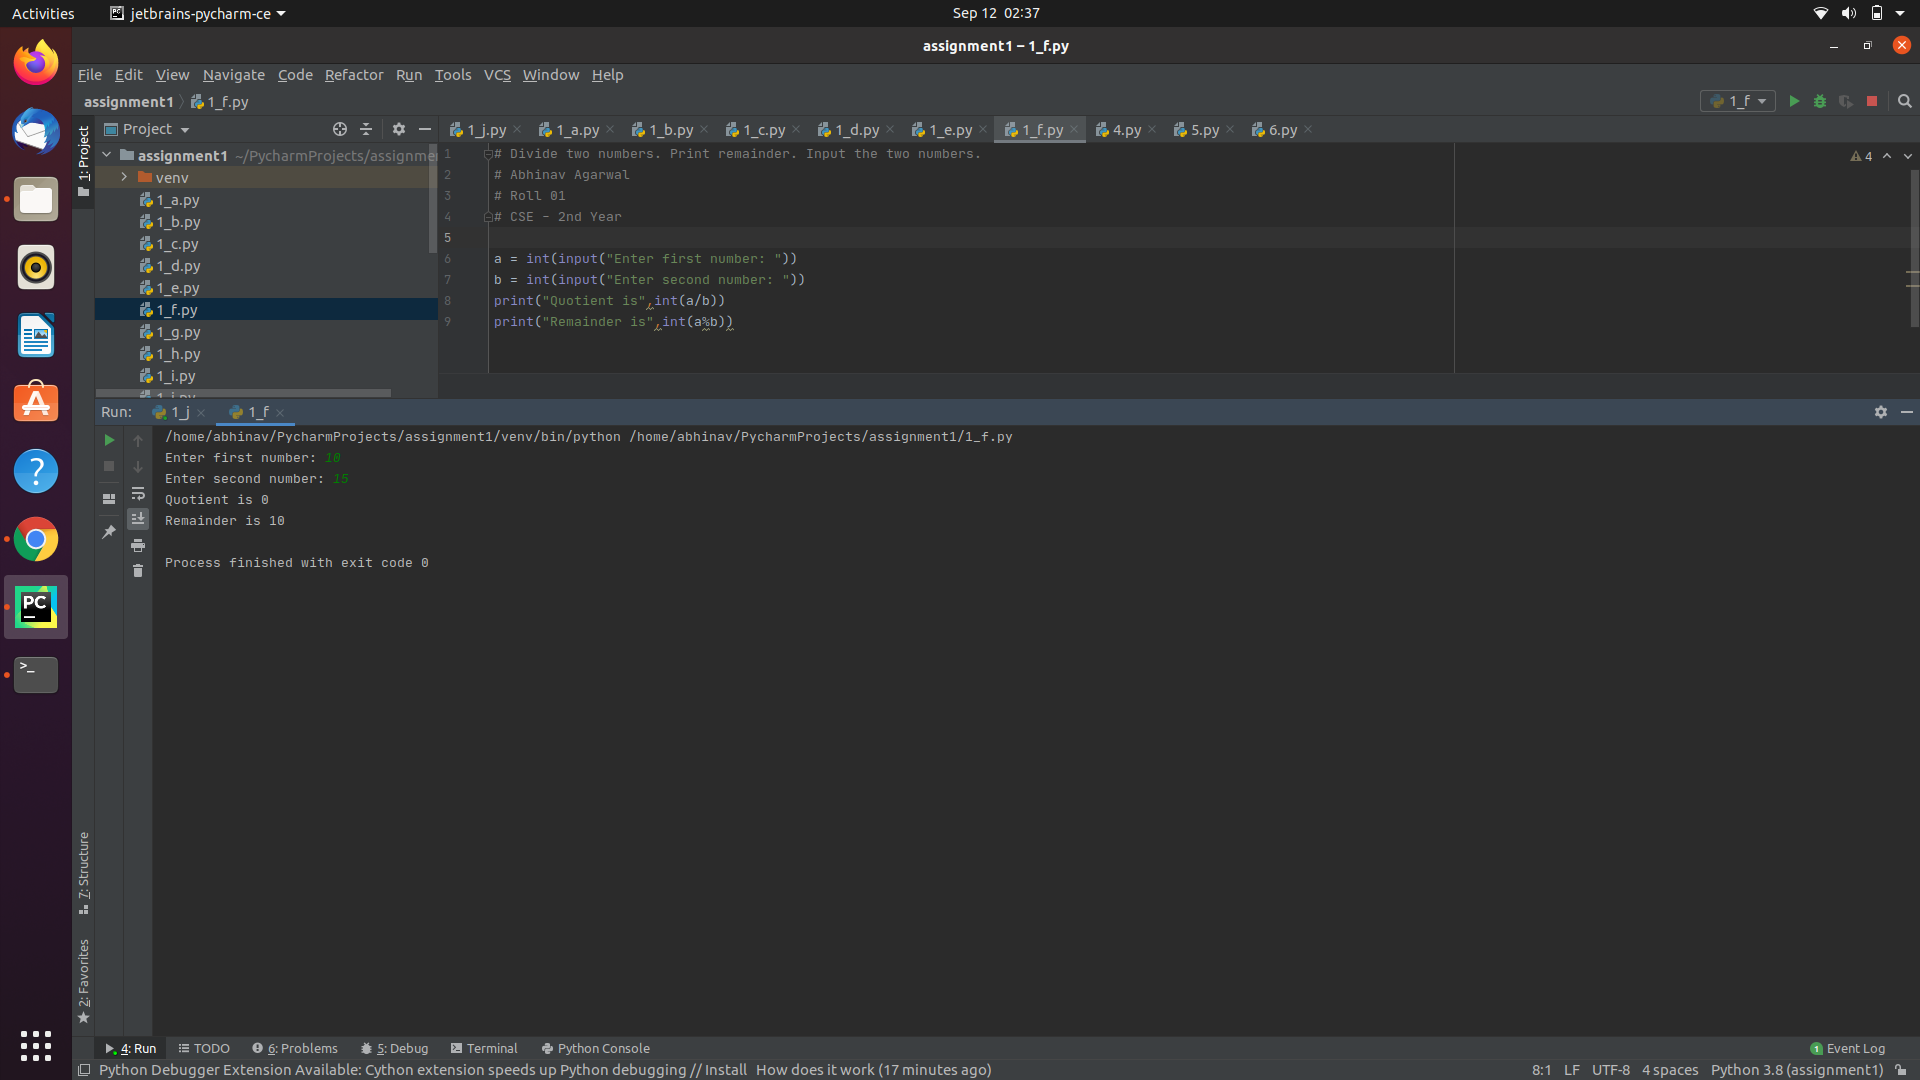 Activities jetbrains-pycharm-ce Sep 12 02:37
assignment1 – 1_f.py
File Edit View Navigate Code Refactor Run Tools VCS Window Help
assignment1 1_f.py 1_f
Project 1_j.py 1_a.py 1_b.py 1_c.py 1_d.py 1_e.py 1_f.py 4.py 5.py 6.py
1: Project
assignment1 ~/PycharmProjects/assignme
venv
1_a.py
1_b.py
1_c.py
1_d.py
1_e.py
1_f.py
1_g.py
1_h.py
1_i.py
4
1 # Divide two numbers. Print remainder. Input the two numbers.
2 # Abhinav Agarwal
3 # Roll 01
4 # CSE - 2nd Year
5
6 a = int(input("Enter first number: "))
7 b = int(input("Enter second number: "))
8 print("Quotient is",int(a/b))
9 print("Remainder is",int(a%b))
Run: 1_j 1_f
/home/abhinav/PycharmProjects/assignment1/venv/bin/python /home/abhinav/PycharmProjects/assignment1/1_f.py
Enter first number: 10
Enter second number: 15
Quotient is 0
Remainder is 10
Process finished with exit code 0
PC
>_
7: Structure
2: Favorites
4: Run TODO 6: Problems 5: Debug Terminal Python Console 1 Event Log
Python Debugger Extension Available: Cython extension speeds up Python debugging // Install How does it work (17 minutes ago) 8:1 LF UTF-8 4 spaces Python 3.8 (assignment1)